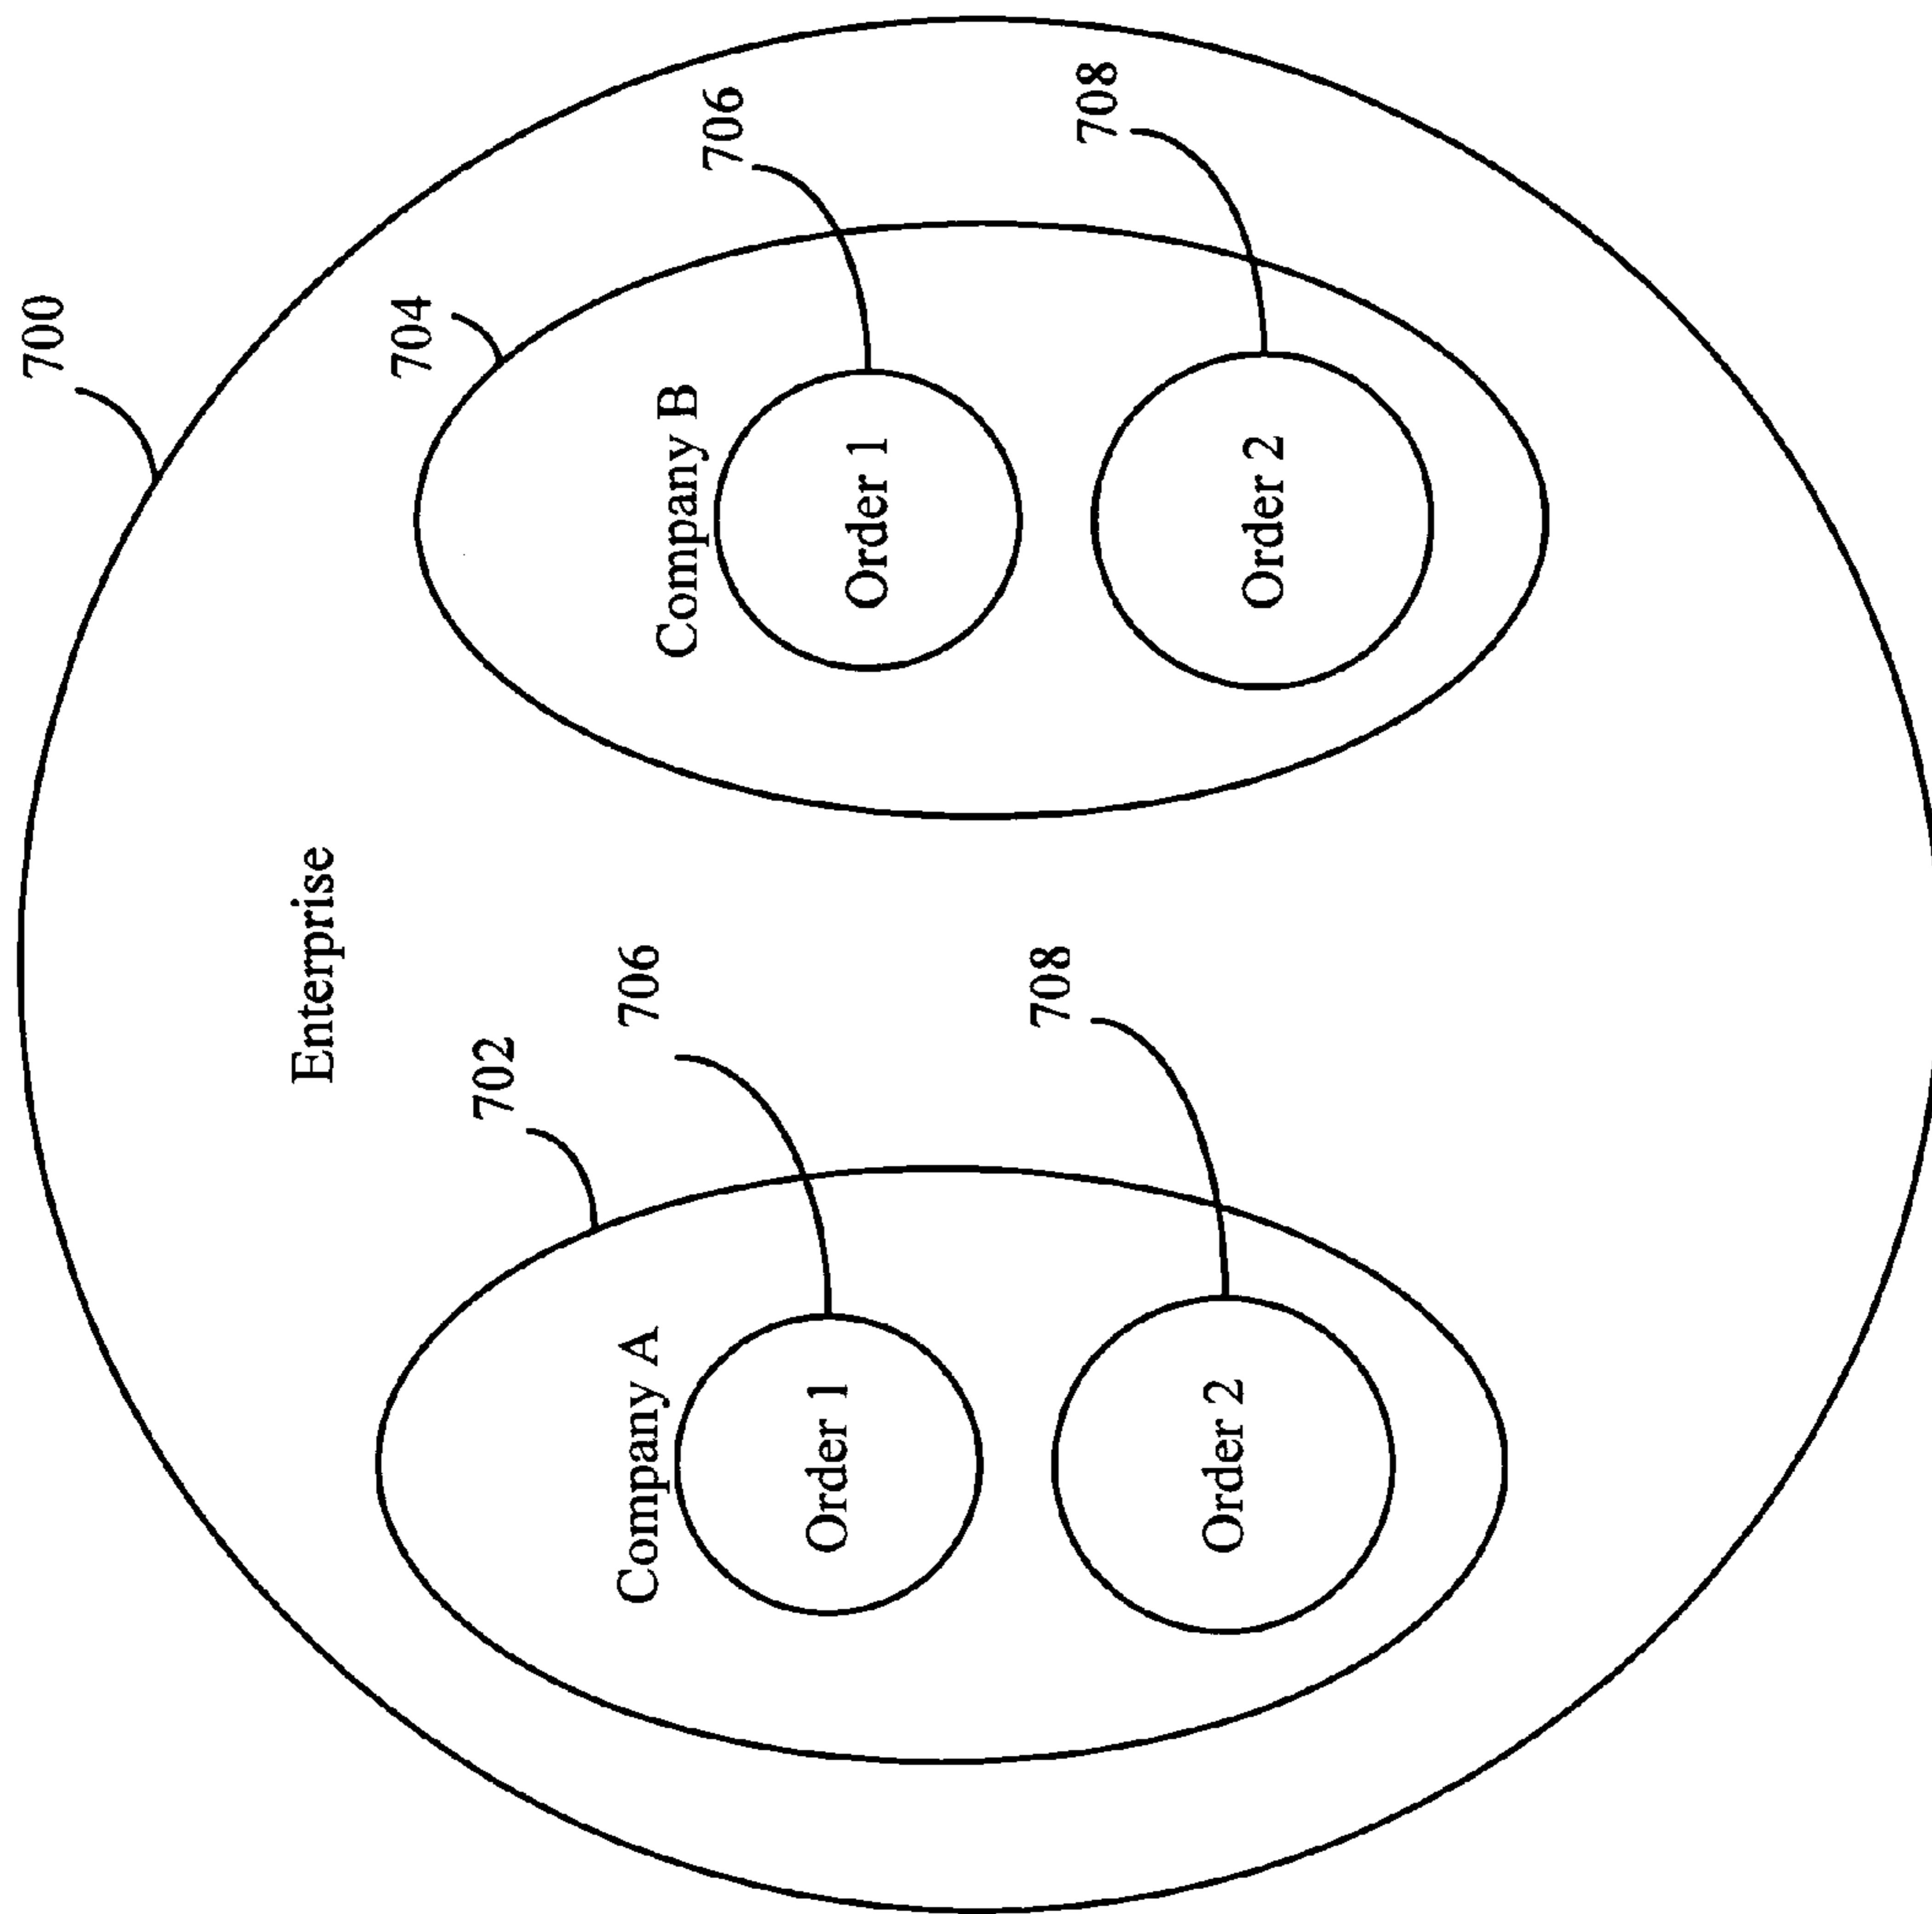 700
Enterprise
704
702
Company A
706
Company B
706
Order 1
Order 1
708
708
Order 2
Order 2